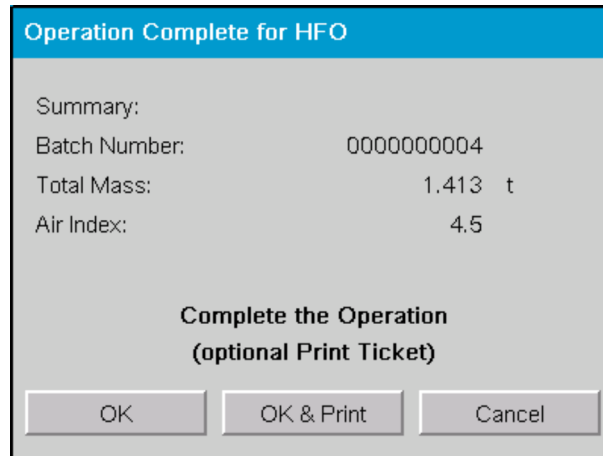 Operation Complete for HFO
Summary:
Batch Number: 0000000004
Total Mass: 1.413 t
Air Index: 4.5
Complete the Operation
(optional Print Ticket)
OK OK & Print Cancel